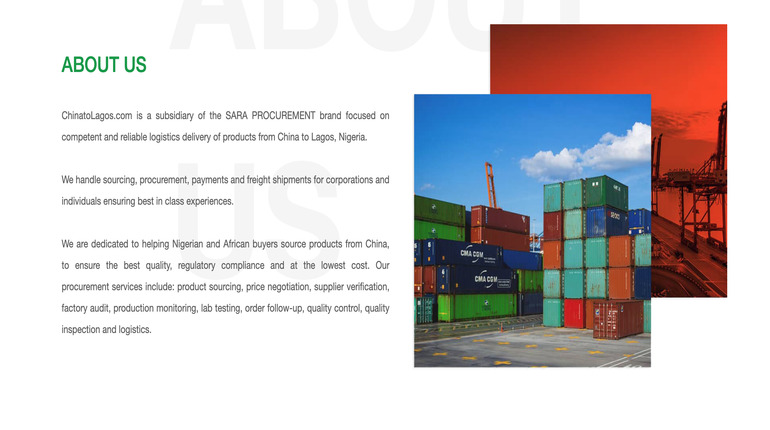 ABOUT
ABOUT US
ChinatoLagos.com is a subsidiary of the SARA PROCUREMENT brand focused on
competent and reliable logistics delivery of products from China to Lagos, Nigeria.
US
We handle sourcing, procurement, payments and freight shipments for corporations and
individuals ensuring best in class experiences.
We are dedicated to helping Nigerian and African buyers source products from China,
to ensure the best quality, regulatory compliance and at the lowest cost. Our
procurement services include: product sourcing, price negotiation, supplier verification,
factory audit, production monitoring, lab testing, order follow-up, quality control, quality
inspection and logistics.
CMA CGM
CMA CGM